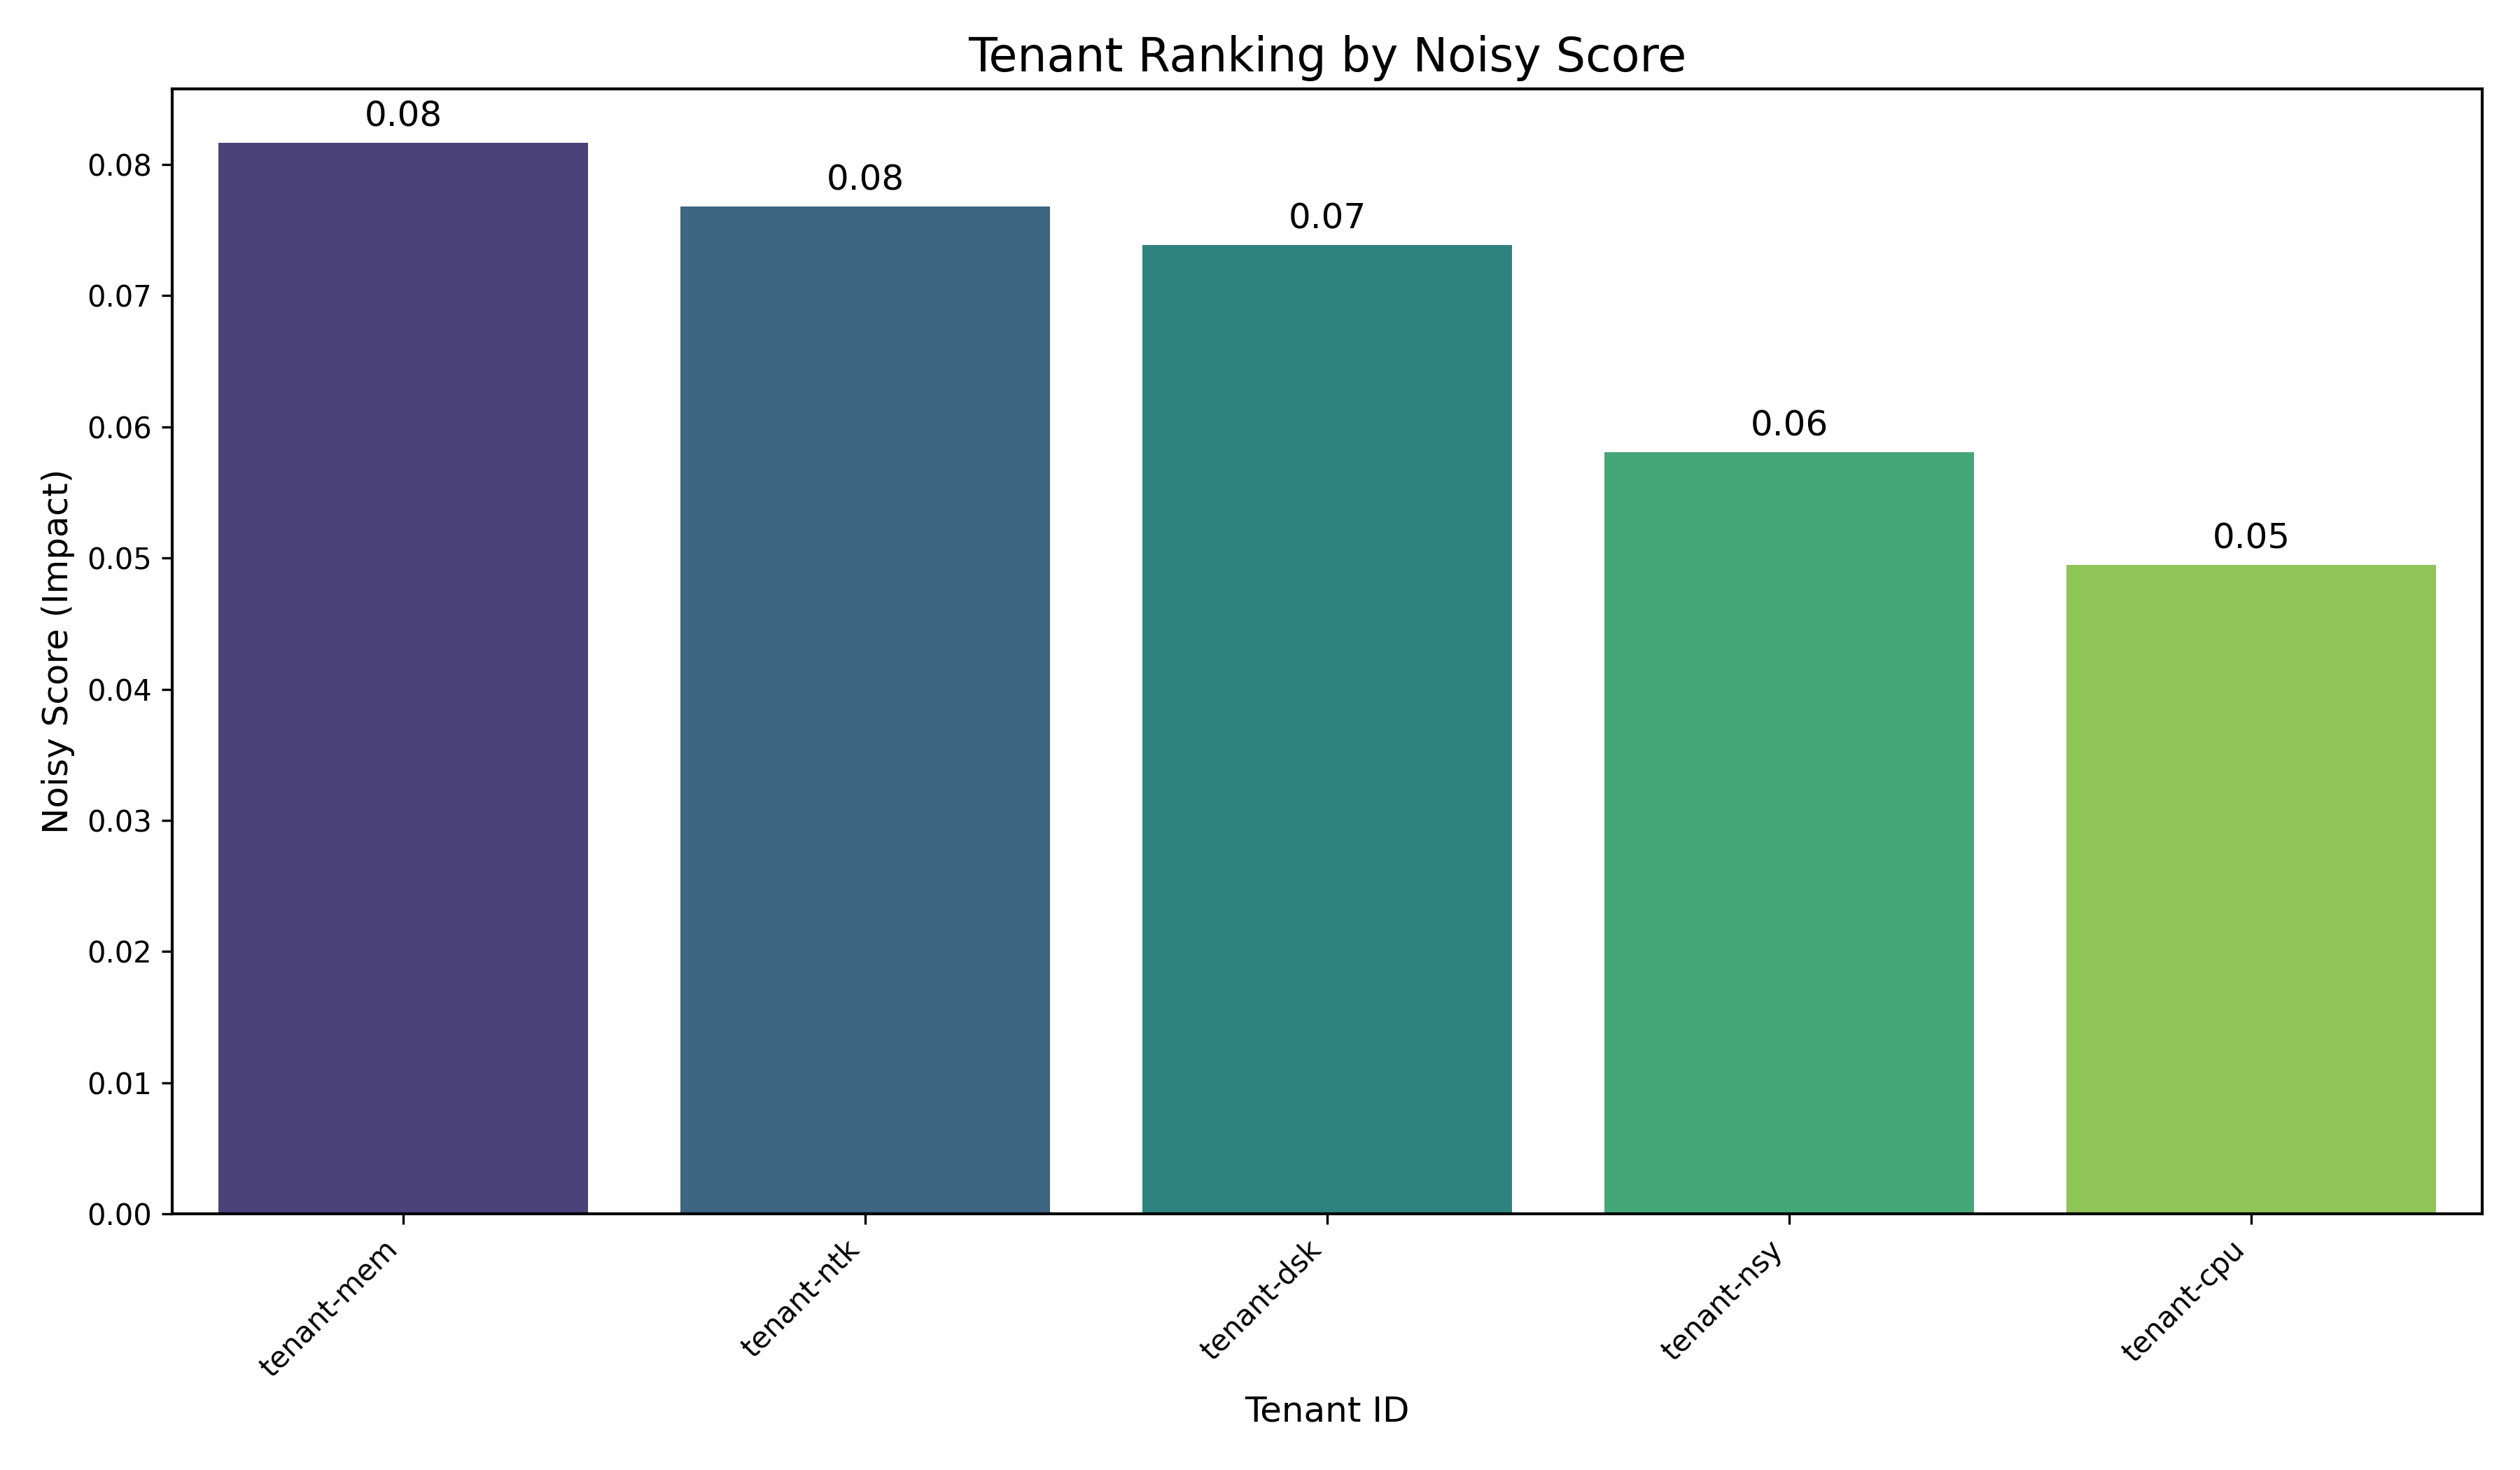 Tenant Ranking by Noisy Score
0.08
0.08
0.07
0.06
0.05
0.08
0.07
0.06
0.05
0.04
0.03
0.02
0.01
0.00
Noisy Score (Impact)
tenant-mem
tenant-ntk
tenant-dsk
tenant-nsy
tenant-cpu
Tenant ID